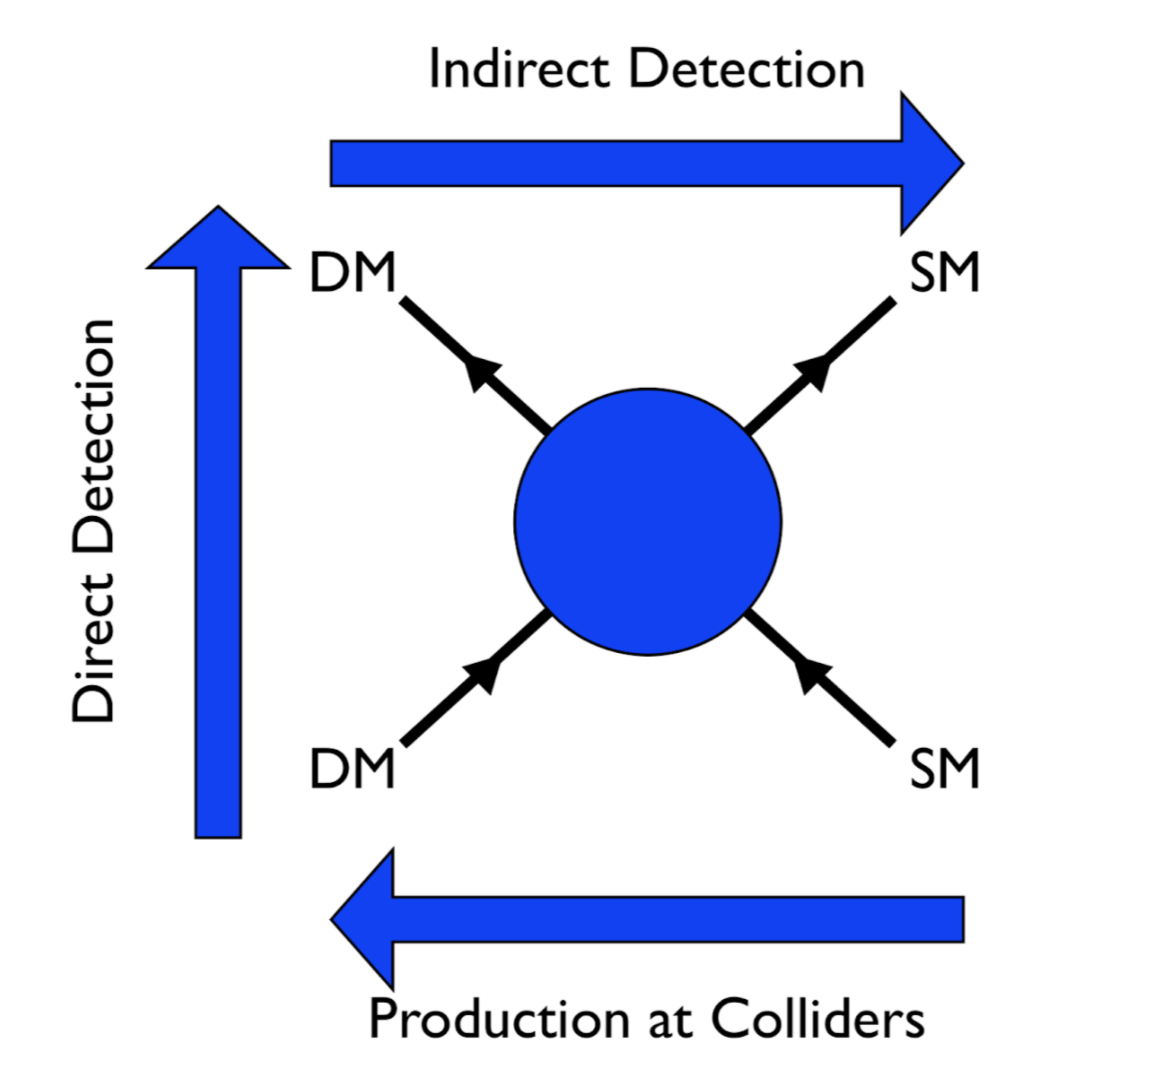 Indirect Detection
DM
SM
Direct Detection
DM
SM
Production at Colliders